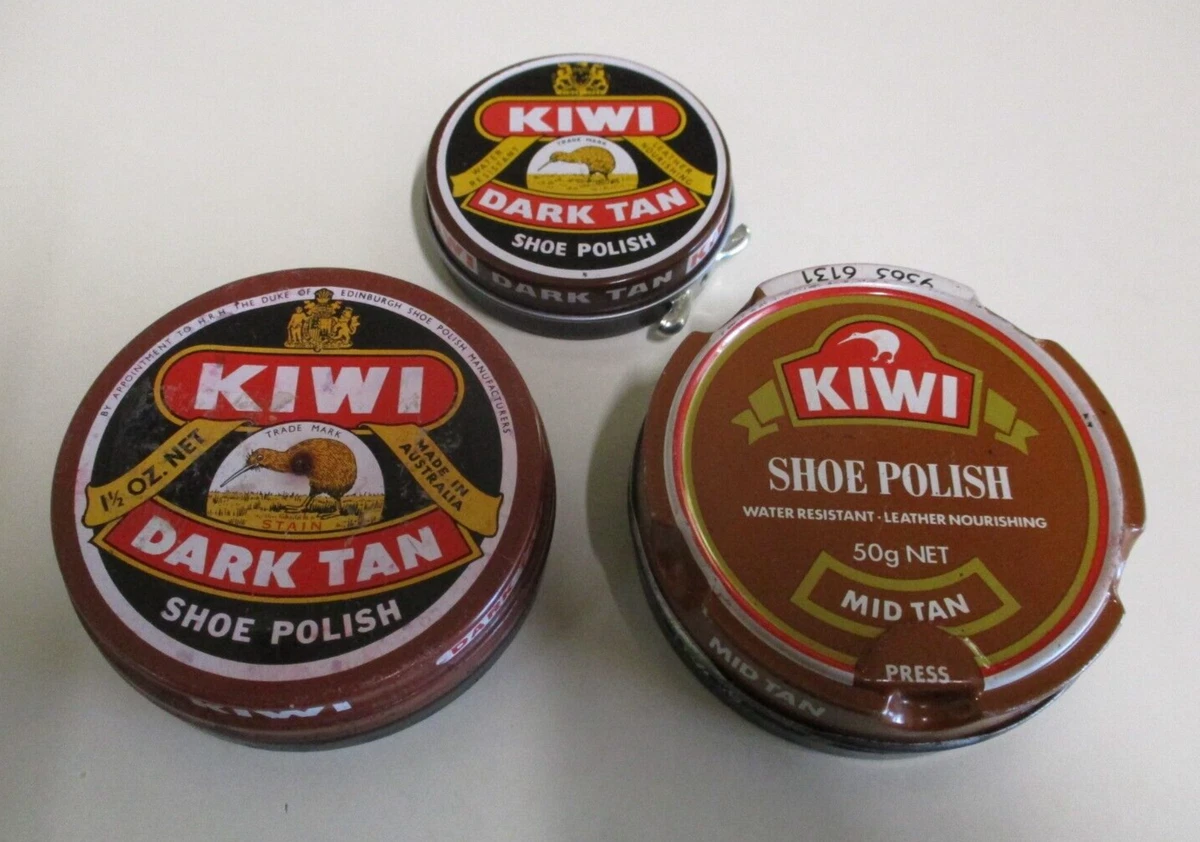 KIWI
TRADE MARK
WATER RESISTANT
LEATHER NOURISHING
DARK TAN
SHOE POLISH
DARK TAN
BY APPOINTMENT TO H.R.H. THE DUKE OF EDINBURGH SHOE POLISH MANUFACTURERS
KIWI
TRADE MARK
1½ OZ. NET
MADE IN
AUSTRALIA
STAIN
DARK TAN
SHOE POLISH
KIWI
DARK
9565 6131
KIWI
SHOE POLISH
WATER RESISTANT · LEATHER NOURISHING
50g NET
MID TAN
PRESS
MID TAN